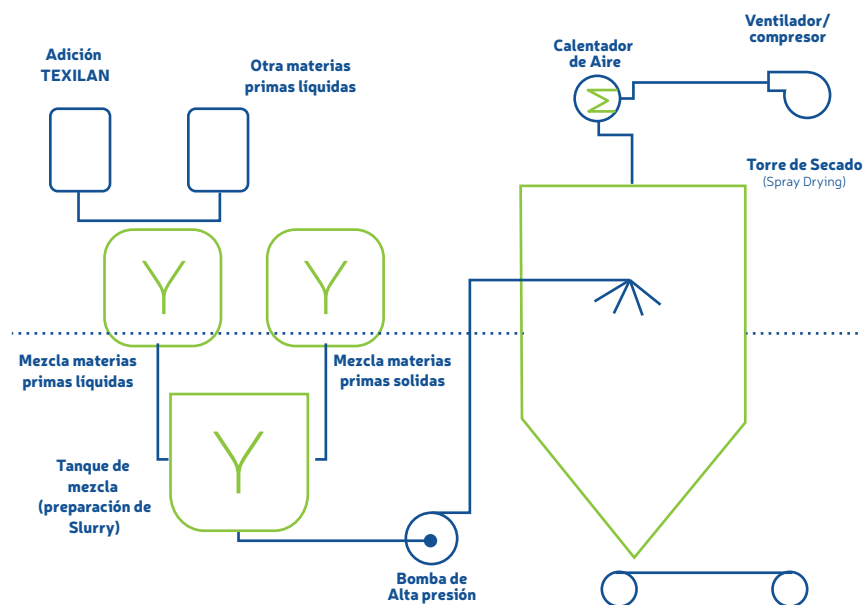 Adición
TEXILAN
Otra materias
primas líquidas
Calentador
de Aire
Ventilador/
compresor
Torre de Secado
(Spray Drying)
Mezcla materias
primas líquidas
Mezcla materias
primas solidas
Tanque de
mezcla
(preparación de
Slurry)
Bomba de
Alta presión